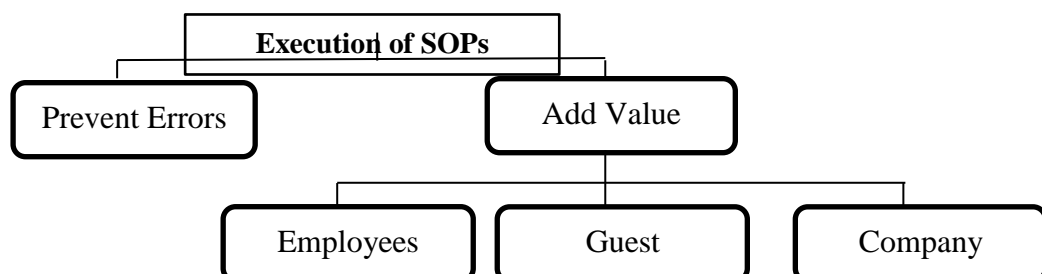 Execution of SOPs
Prevent Errors
Add Value
Employees
Guest
Company